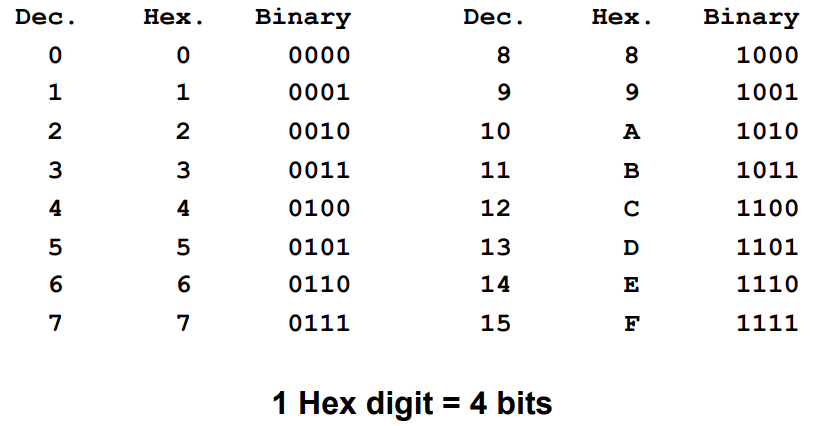 Dec. Hex. Binary Dec. Hex. Binary
0 0 0000 8 8 1000
1 1 0001 9 9 1001
2 2 0010 10 A 1010
3 3 0011 11 B 1011
4 4 0100 12 C 1100
5 5 0101 13 D 1101
6 6 0110 14 E 1110
7 7 0111 15 F 1111
1 Hex digit = 4 bits